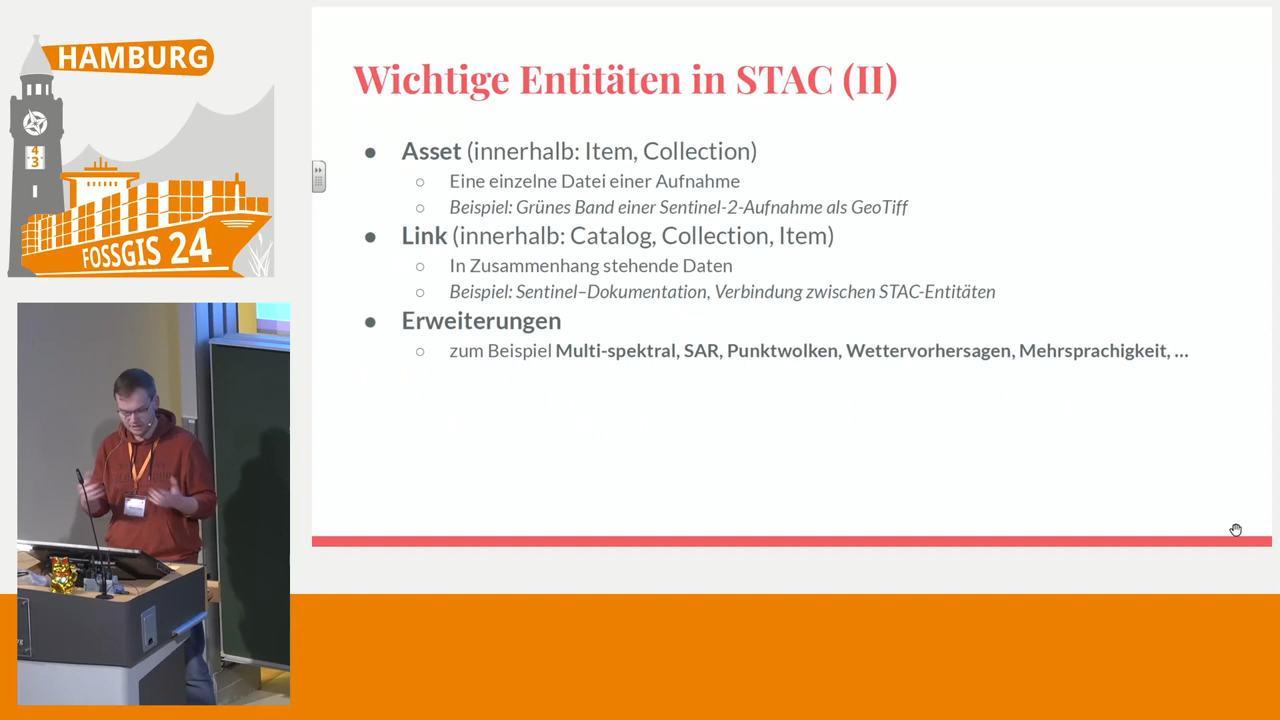 HAMBURG
4
3
FOSSGIS 24
Wichtige Entitäten in STAC (II)
● Asset (innerhalb: Item, Collection)
○ Eine einzelne Datei einer Aufnahme
○ Beispiel: Grünes Band einer Sentinel-2-Aufnahme als GeoTiff
● Link (innerhalb: Catalog, Collection, Item)
○ In Zusammenhang stehende Daten
○ Beispiel: Sentinel–Dokumentation, Verbindung zwischen STAC-Entitäten
● Erweiterungen
○ zum Beispiel Multi-spektral, SAR, Punktwolken, Wettervorhersagen, Mehrsprachigkeit, ...